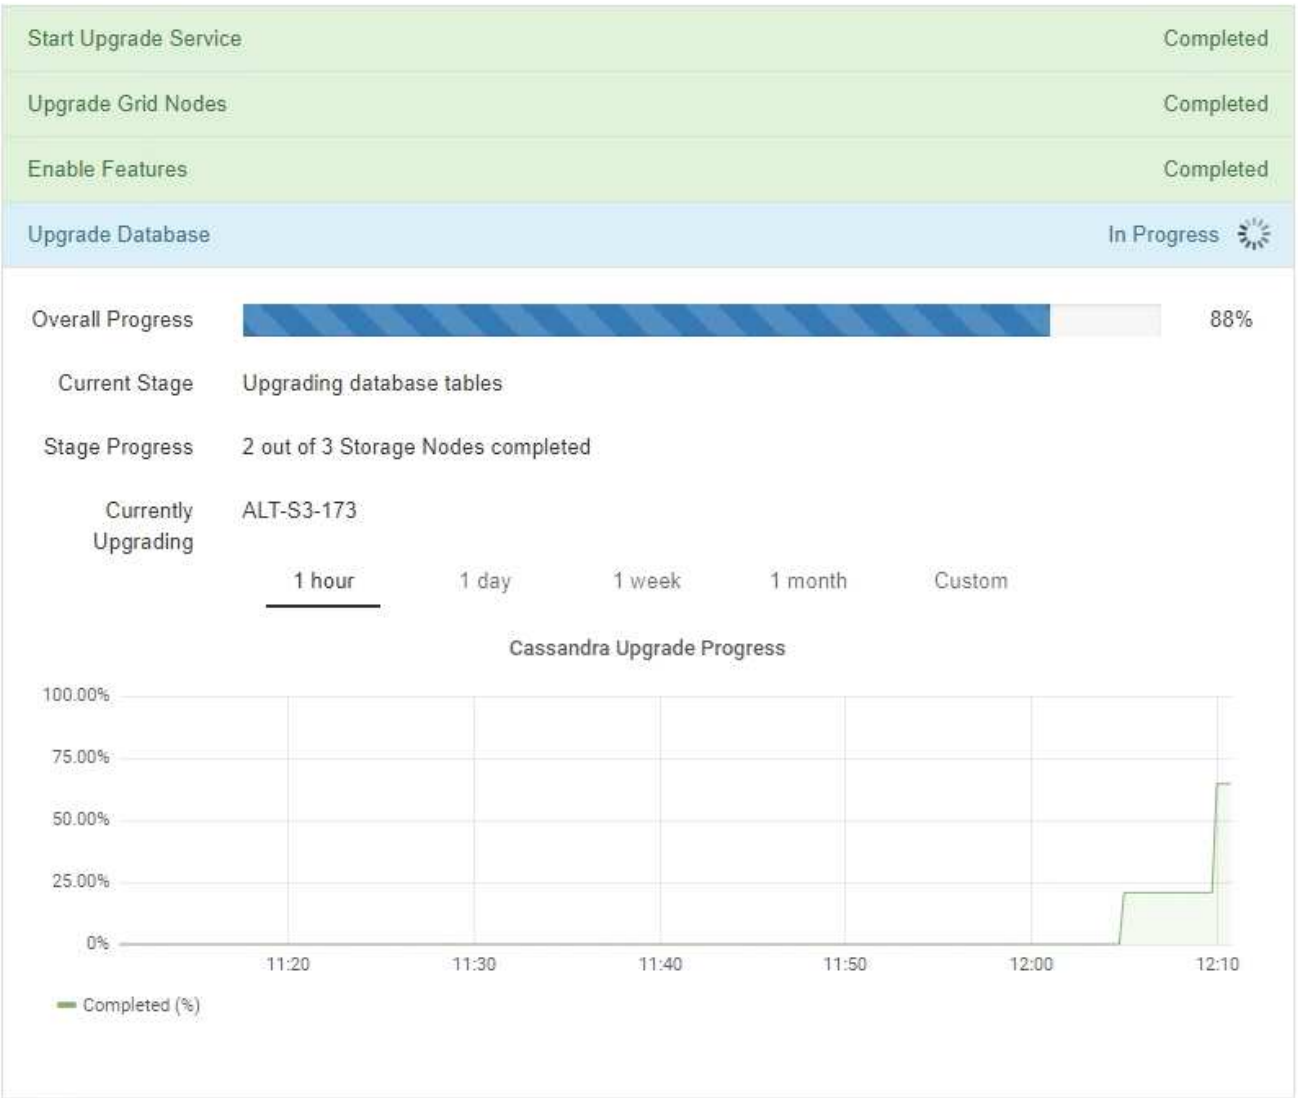 Start Upgrade Service Completed
Upgrade Grid Nodes Completed
Enable Features Completed
Upgrade Database In Progress
Overall Progress 88%
Current Stage Upgrading database tables
Stage Progress 2 out of 3 Storage Nodes completed
Currently ALT-S3-173
Upgrading
1 hour 1 day 1 week 1 month Custom
Cassandra Upgrade Progress
100.00%
75.00%
50.00%
25.00%
0%
11:20 11:30 11:40 11:50 12:00 12:10
Completed (%)